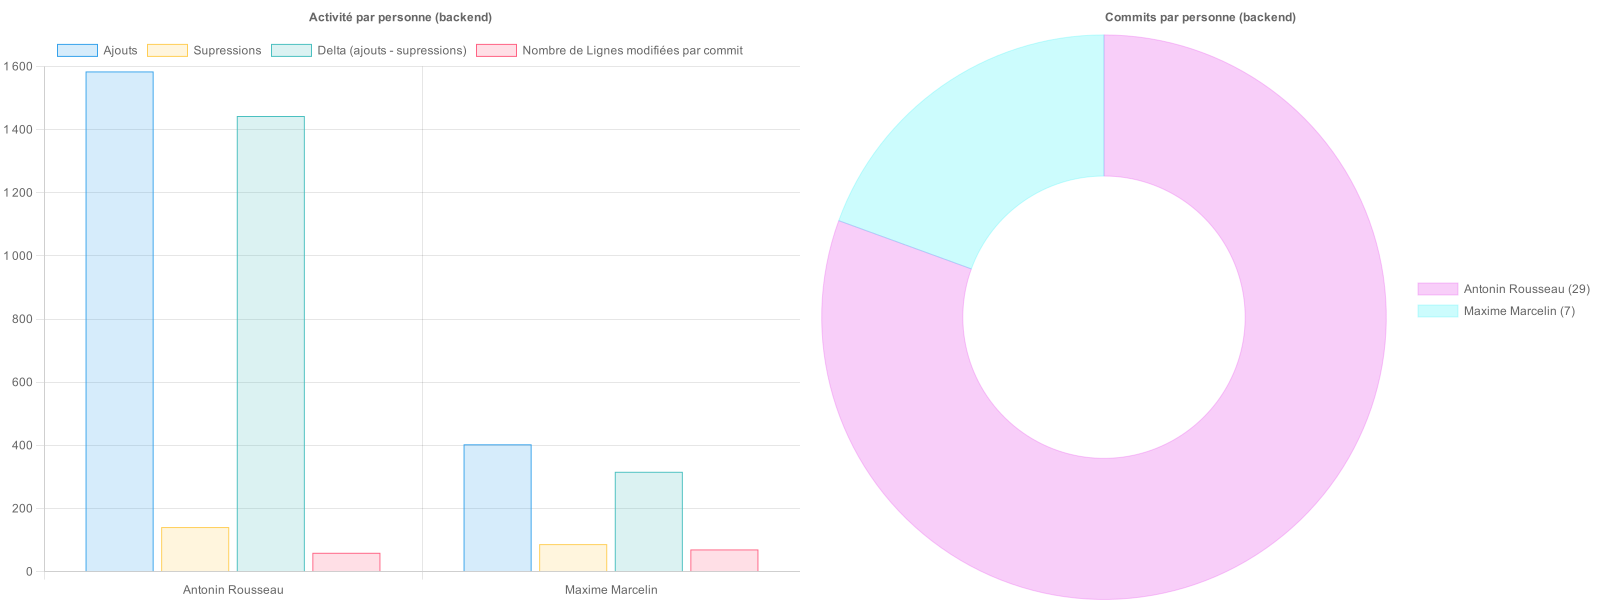 Activité par personne (backend)
Ajouts
Supressions
Delta (ajouts - supressions)
Nombre de Lignes modifiées par commit
1 600
1 400
1 200
1 000
800
600
400
200
0
Antonin Rousseau
Maxime Marcelin
Commits par personne (backend)
Antonin Rousseau (29)
Maxime Marcelin (7)